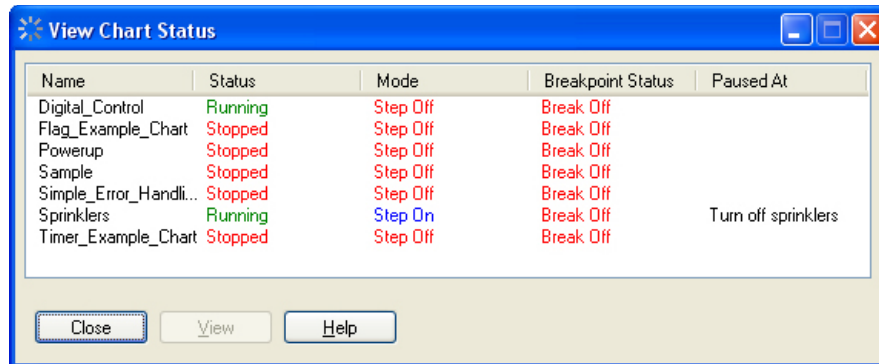 View Chart Status
Name Status Mode Breakpoint Status Paused At
Digital_Control Running Step Off Break Off
Flag_Example_Chart Stopped Step Off Break Off
Powerup Stopped Step Off Break Off
Sample Stopped Step Off Break Off
Simple_Error_Handli... Stopped Step Off Break Off
Sprinklers Running Step On Break Off Turn off sprinklers
Timer_Example_Chart Stopped Step Off Break Off
Close View Help